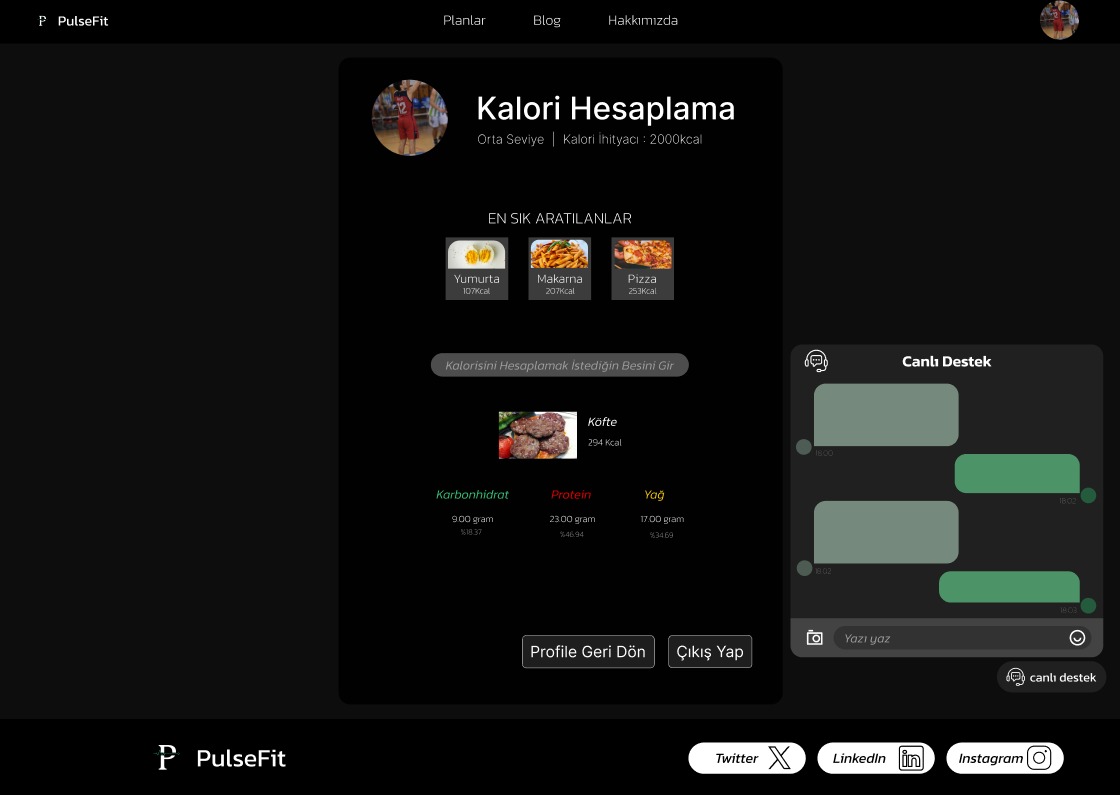 PulseFit
Planlar
Blog
Hakkımızda
Kalori Hesaplama
Orta Seviye | Kalori İhityacı : 2000kcal
EN SIK ARATILANLAR
Yumurta
107Kcal
Makarna
207Kcal
Pizza
253Kcal
Kalorisini Hesaplamak İstediğin Besini Gir
Köfte
294 Kcal
Karbonhidrat
Protein
Yağ
9.00 gram
23.00 gram
17.00 gram
%18.37
%46.94
%34.69
Profile Geri Dön
Çıkış Yap
Canlı Destek
18:00
18:02
18:02
18:03
Yazı yaz
canlı destek
PulseFit
Twitter
LinkedIn
Instagram